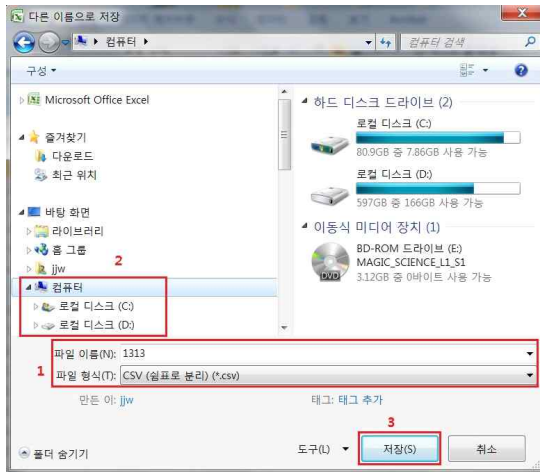 다른 이름으로 저장
컴퓨터
컴퓨터 검색
구성
Microsoft Office Excel
즐겨찾기
다운로드
최근 위치
바탕 화면
라이브러리
홈 그룹
jjw
2
컴퓨터
로컬 디스크 (C:)
로컬 디스크 (D:)
하드 디스크 드라이브 (2)
로컬 디스크 (C:)
80.9GB 중 7.86GB 사용 가능
로컬 디스크 (D:)
597GB 중 166GB 사용 가능
이동식 미디어 장치 (1)
BD-ROM 드라이브 (E:)
MAGIC_SCIENCE_L1_S1
3.12GB 중 0바이트 사용 가능
DVD
1
파일 이름(N): 1313
파일 형식(T): CSV (쉼표로 분리) (*.csv)
만든 이: jjw
태그: 태그 추가
3
폴더 숨기기
도구(L)
저장(S)
취소